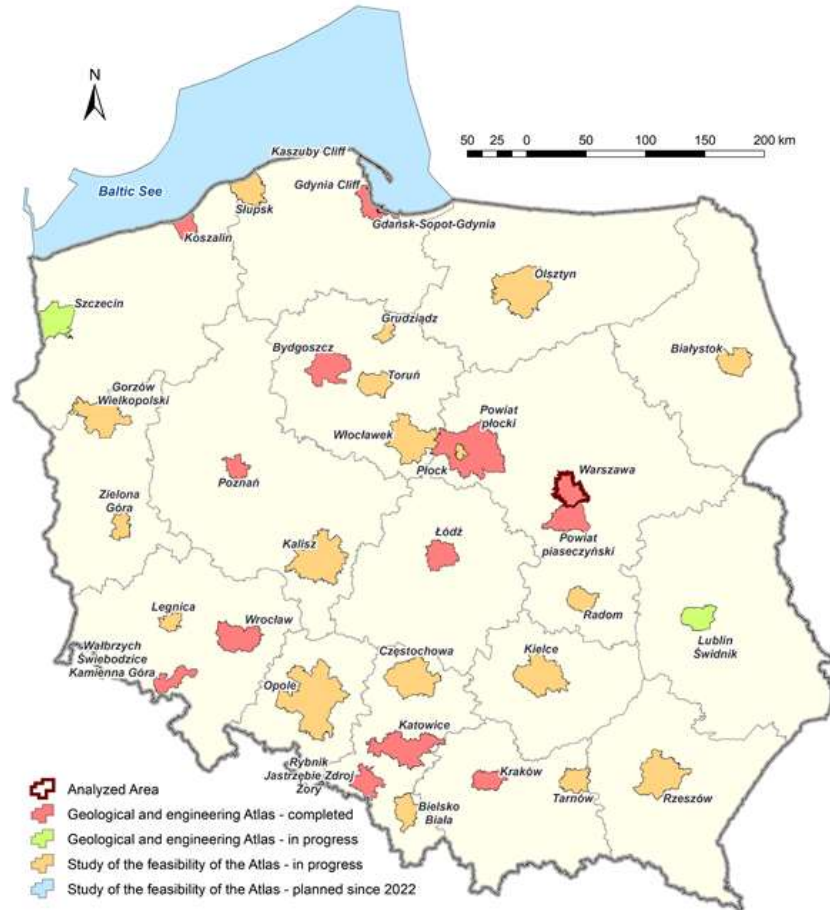 N
50 0 50 100 150 200 km
Kaszuby Cliff
Baltic See
Gdynia Cliff
Słupsk
Gdańsk-Sopot-Gdynia
Koszalin
Olsztyn
Szczecin
Grudziądz
Bydgoszcz
Białystok
Toruń
Gorzów
Wielkopolski
Powiat
płocki
Włocławek
Płock
Warszawa
Poznań
Zielona
Góra
Łódź
Powiat
piaseczyński
Kalisz
Legnica
Radom
Wrocław
Lublin
Świdnik
Wałbrzych
Świebodzice
Kamienna Góra
Częstochowa
Kielce
Opole
Katowice
Rybnik
Jastrzębie Zdroj
Żory
Kraków
Tarnów
Rzeszów
Bielsko
Biała
Analyzed Area
Geological and engineering Atlas - completed
Geological and engineering Atlas - in progress
Study of the feasibility of the Atlas - in progress
Study of the feasibility of the Atlas - planned since 2022